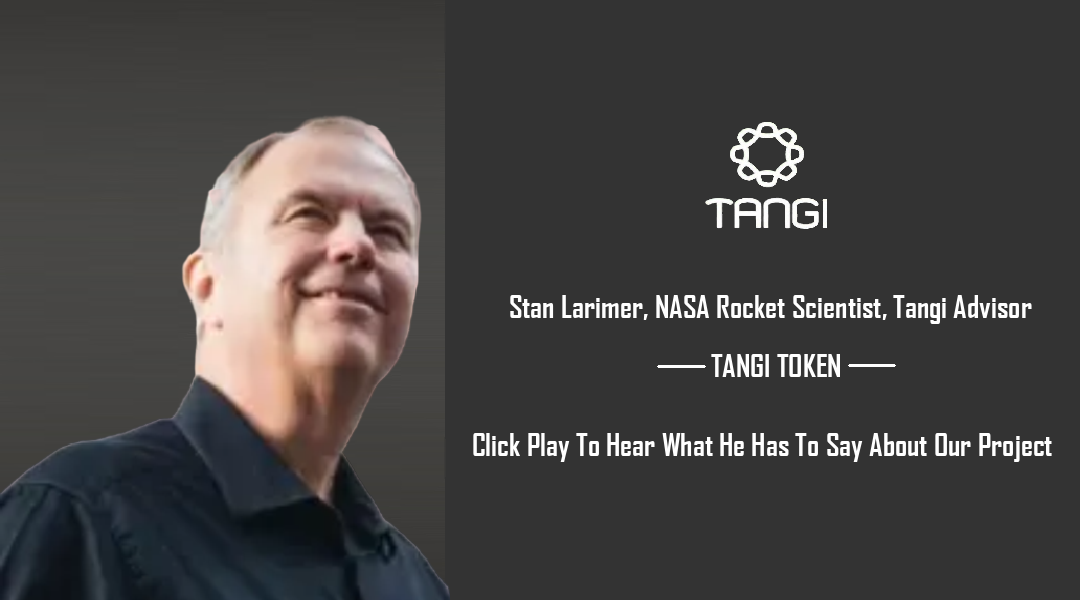 TANGI
Stan Larimer, NASA Rocket Scientist, Tangi Advisor
TANGI TOKEN
Click Play To Hear What He Has To Say About Our Project